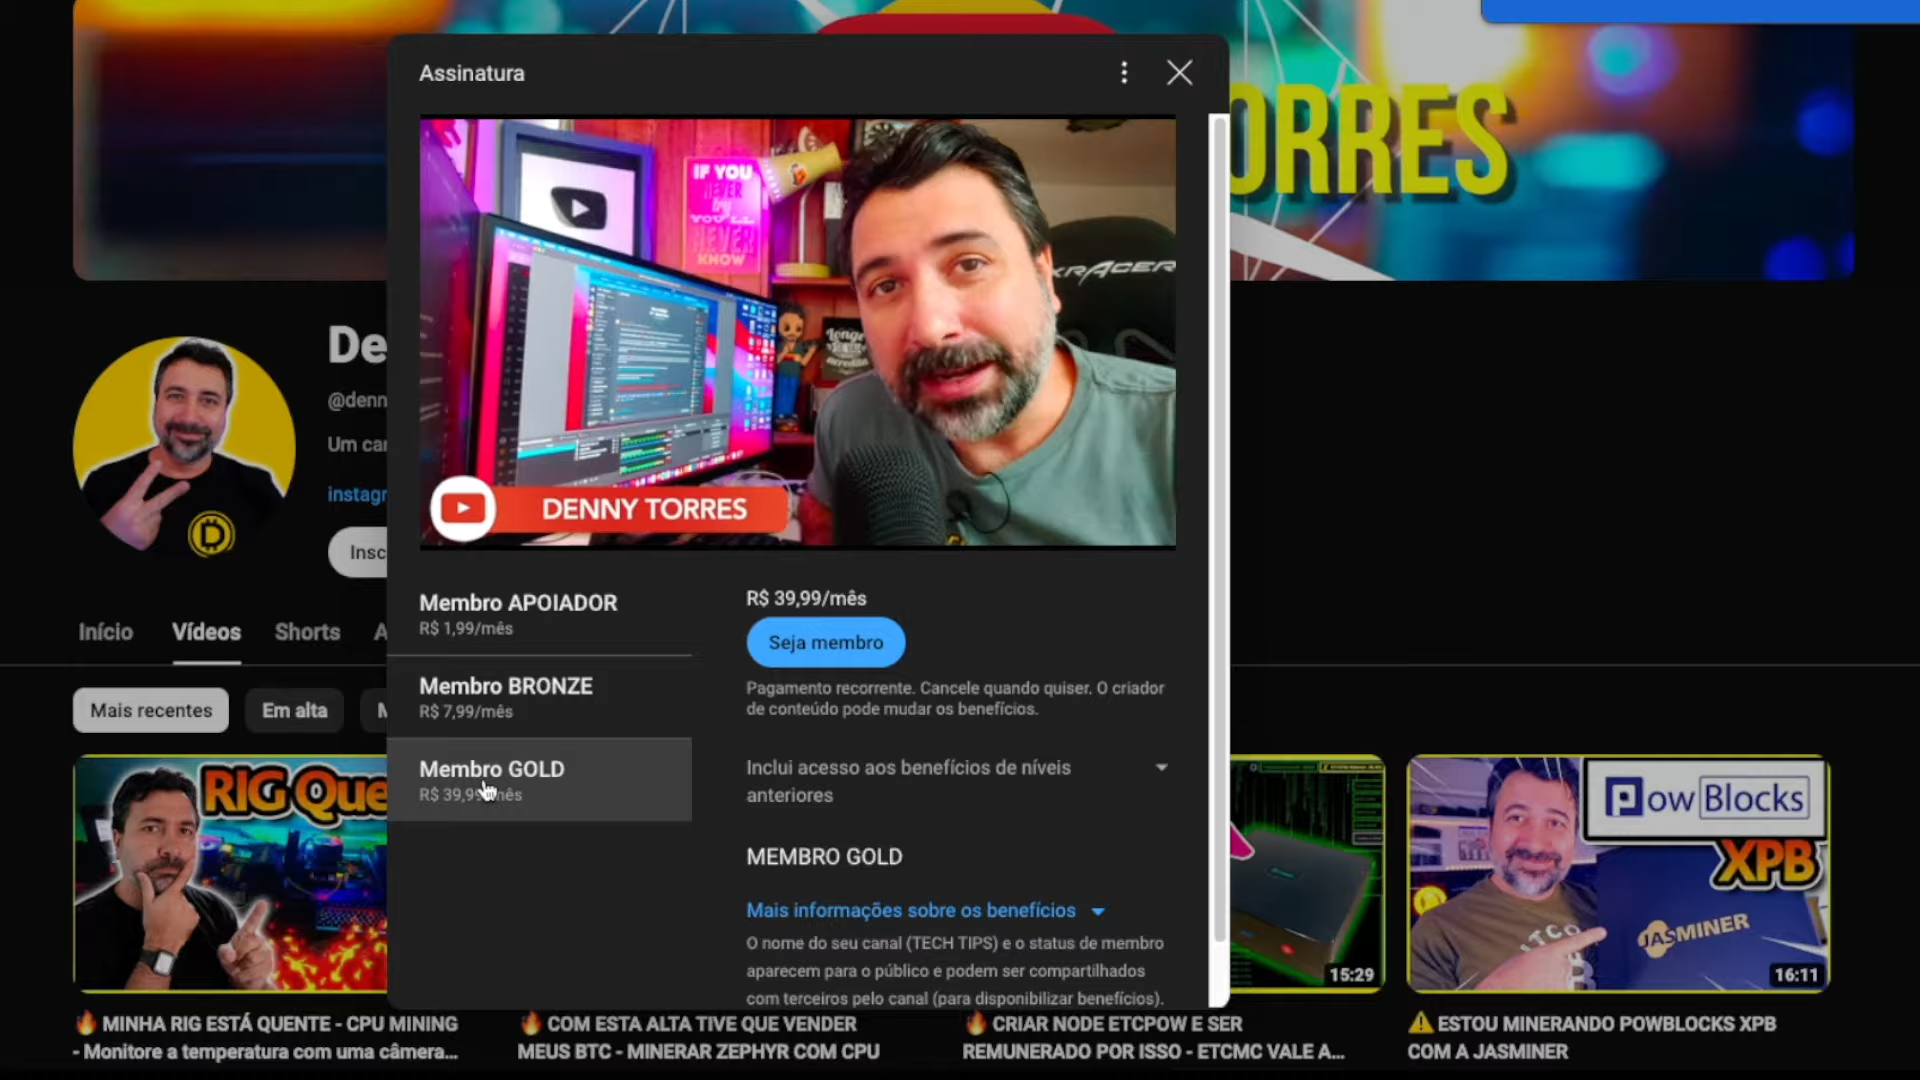 ORRES
Assinatura
IF YOU
NEVER
YOU'LL
NEVER
KNOW
DENNY TORRES
De
@denn
Um car
instagr
Insc
Início
Vídeos
Shorts
A
Mais recentes
Em alta
M
Membro APOIADOR
R$ 1,99/mês
Membro BRONZE
R$ 7,99/mês
Membro GOLD
R$ 39,99/mês
R$ 39,99/mês
Seja membro
Pagamento recorrente. Cancele quando quiser. O criador
de conteúdo pode mudar os benefícios.
Inclui acesso aos benefícios de níveis
anteriores
MEMBRO GOLD
Mais informações sobre os benefícios
O nome do seu canal (TECH TIPS) e o status de membro
aparecem para o público e podem ser compartilhados
com terceiros pelo canal (para disponibilizar benefícios).
RIG Que
15:29
PowBlocks
XPB
JASMINER
16:11
🔥 MINHA RIG ESTÁ QUENTE - CPU MINING
- Monitore a temperatura com uma câmera...
🔥 COM ESTA ALTA TIVE QUE VENDER
MEUS BTC - MINERAR ZEPHYR COM CPU
🔥 CRIAR NODE ETCPOW E SER
REMUNERADO POR ISSO - ETCMC VALE A...
⚠️ ESTOU MINERANDO POWBLOCKS XPB
COM A JASMINER